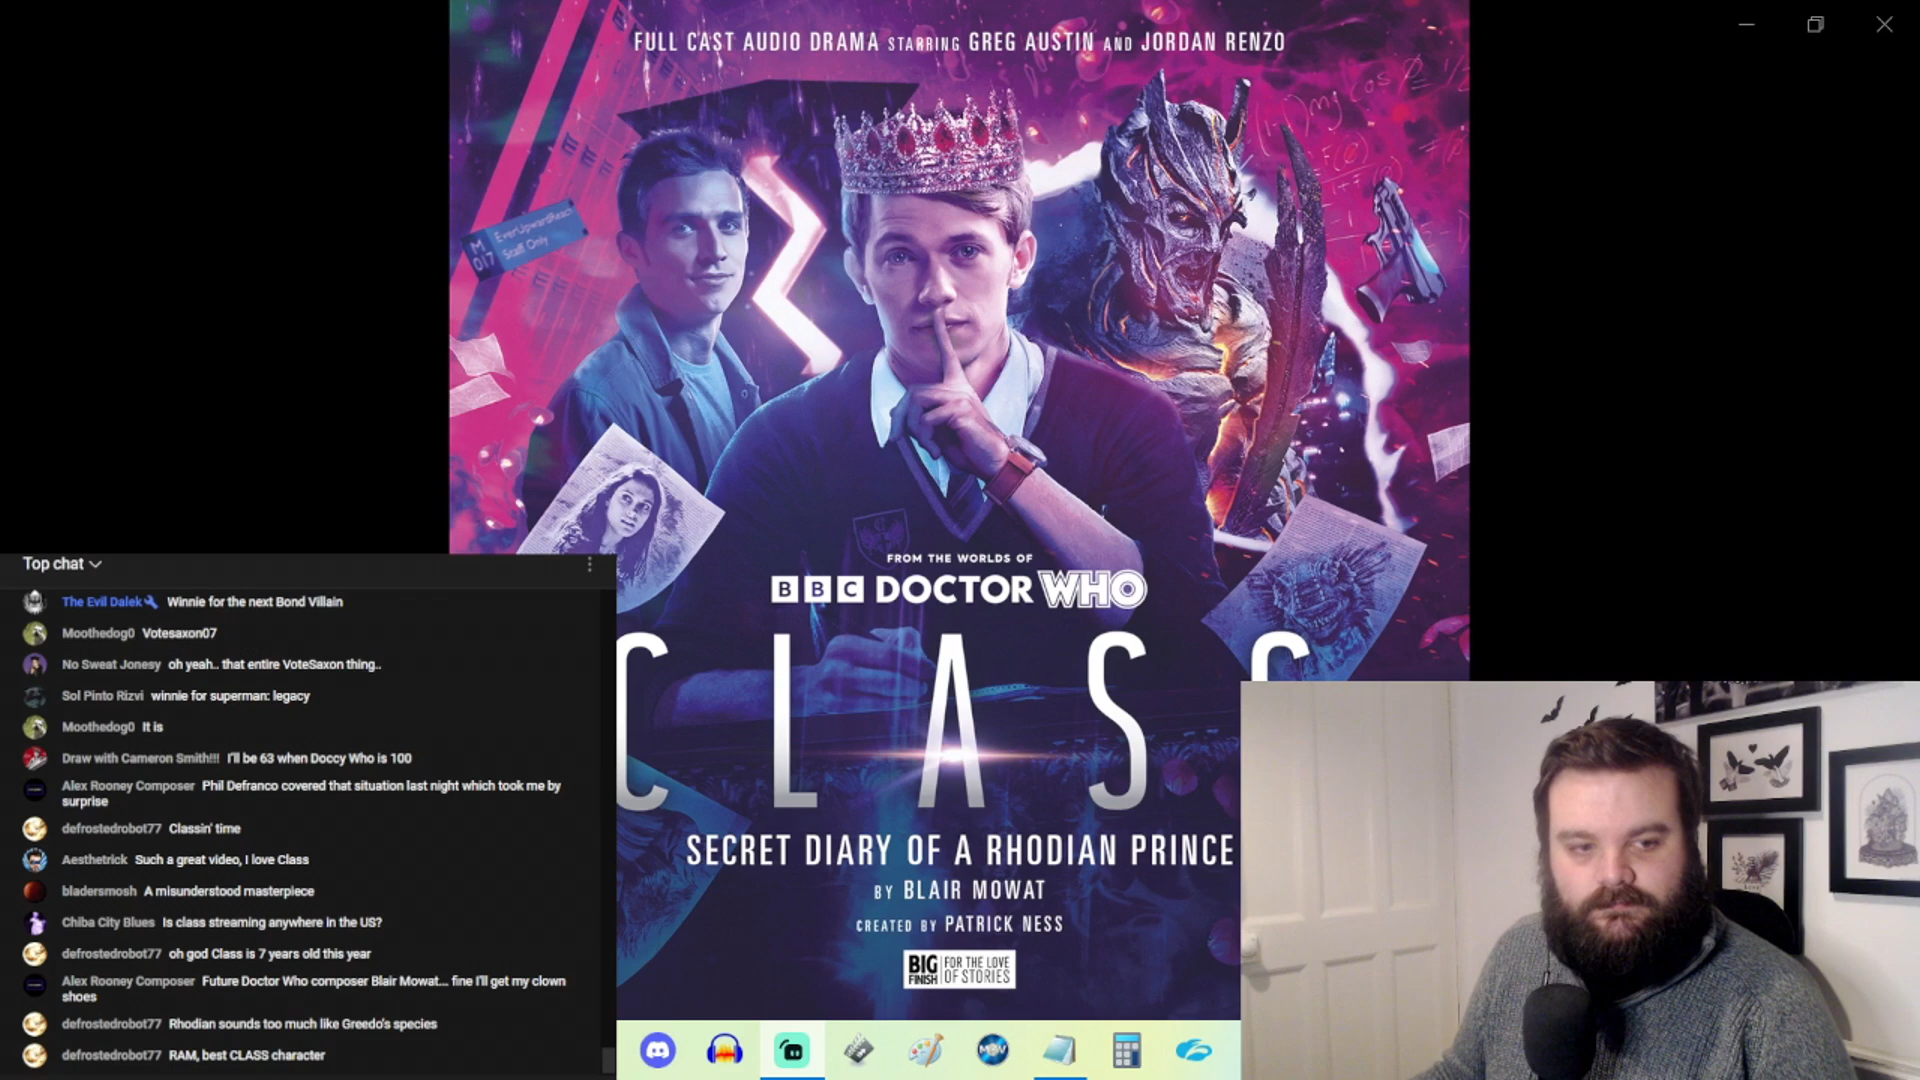 FULL CAST AUDIO DRAMA STARRING GREG AUSTIN AND JORDAN RENZO
M
017
EverUpwardReach
Staff Only
FROM THE WORLDS OF
BBC DOCTOR WHO
CLASS
SECRET DIARY OF A RHODIAN PRINCE
BY BLAIR MOWAT
CREATED BY PATRICK NESS
BIG FINISH
FOR THE LOVE
OF STORIES
Top chat
The Evil Dalek Winnie for the next Bond Villain
Moothedog0 Votesaxon07
No Sweat Jonesy oh yeah.. that entire VoteSaxon thing..
Sol Pinto Rizvi winnie for superman: legacy
Moothedog0 It is
Draw with Cameron Smith!!! I'll be 63 when Doccy Who is 100
Alex Rooney Composer Phil Defranco covered that situation last night which took me by
surprise
defrostedrobot77 Classin' time
Aesthetrick Such a great video, I love Class
bladersmosh A misunderstood masterpiece
Chiba City Blues Is class streaming anywhere in the US?
defrostedrobot77 oh god Class is 7 years old this year
Alex Rooney Composer Future Doctor Who composer Blair Mowat... fine I'll get my clown
shoes
defrostedrobot77 Rhodian sounds too much like Greedo's species
defrostedrobot77 RAM, best CLASS character